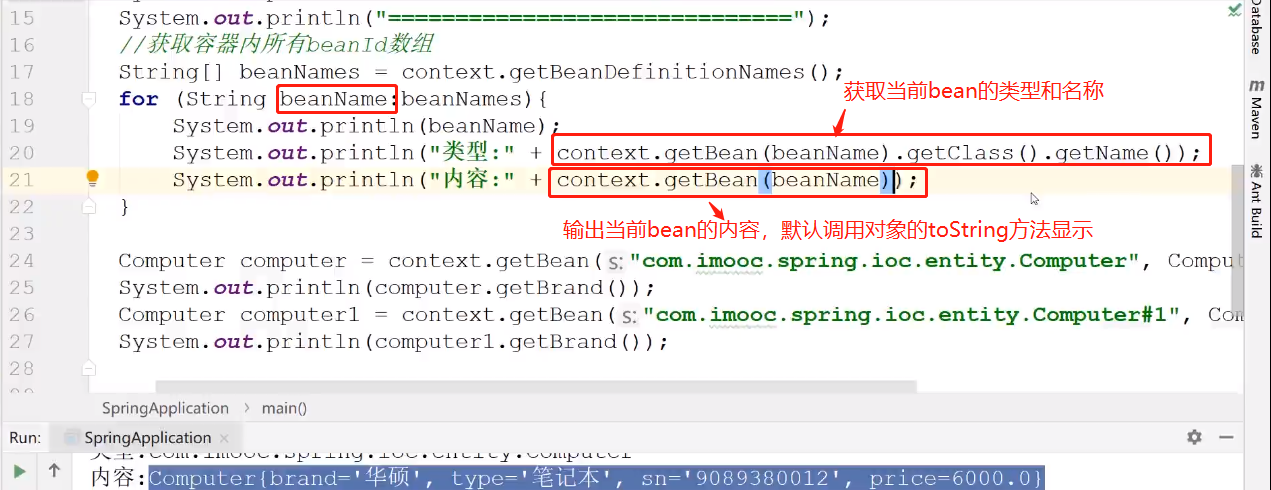 15 System.out.println("==============================");
16 //获取容器内所有beanId数组
17 String[] beanNames = context.getBeanDefinitionNames();
18 for (String beanName:beanNames){
获取当前bean的类型和名称
19 System.out.println(beanName);
20 System.out.println("类型:" + context.getBean(beanName).getClass().getName());
21 System.out.println("内容:" + context.getBean(beanName));
22 }
输出当前bean的内容，默认调用对象的toString方法显示
23
24 Computer computer = context.getBean( s: "com.imooc.spring.ioc.entity.Computer", Comput
25 System.out.println(computer.getBrand());
26 Computer computer1 = context.getBean( s: "com.imooc.spring.ioc.entity.Computer#1", Co
27 System.out.println(computer1.getBrand());
28
SpringApplication > main()
Run: SpringApplication ×
类型:com.imooc.spring.ioc.entity.Computer
内容:Computer{brand='华硕', type='笔记本', sn='9089380012', price=6000.0}
Database
Maven
Ant Build